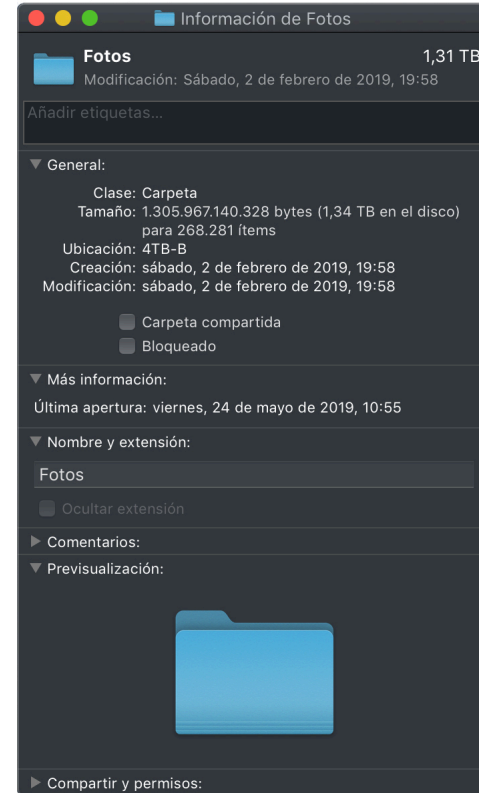 Información de Fotos
Fotos 1,31 TB
Modificación: Sábado, 2 de febrero de 2019, 19:58
Añadir etiquetas...
General:
Clase: Carpeta
Tamaño: 1.305.967.140.328 bytes (1,34 TB en el disco)
para 268.281 ítems
Ubicación: 4TB-B
Creación: sábado, 2 de febrero de 2019, 19:58
Modificación: sábado, 2 de febrero de 2019, 19:58
Carpeta compartida
Bloqueado
Más información:
Última apertura: viernes, 24 de mayo de 2019, 10:55
Nombre y extensión:
Fotos
Ocultar extensión
Comentarios:
Previsualización:
Compartir y permisos: